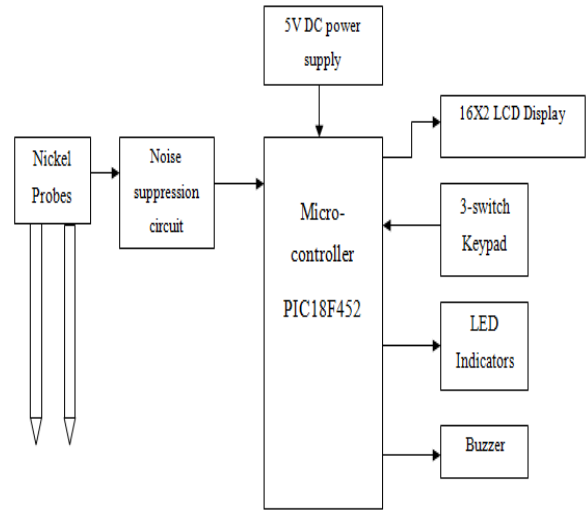 5V DC power
supply
16X2 LCD Display
Nickel
Probes
Noise
suppression
circuit
Micro-
controller
PIC18F452
3-switch
Keypad
LED
Indicators
Buzzer